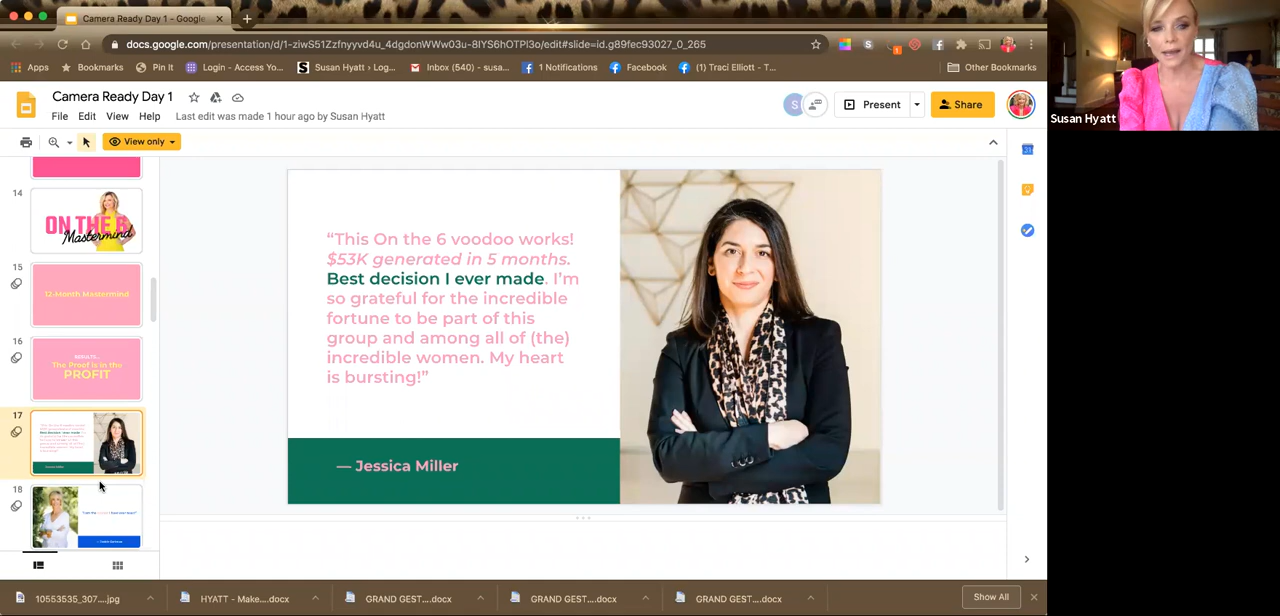 Camera Ready Day 1 - Google
docs.google.com/presentation/d/1-ziwS51Zzfnyyvd4u_4dgdonWWw03u-8IYS6hOTPl3o/edit#slide=id.g89fec93027_0_265
Apps
Bookmarks
Pin It
Login - Access Yo...
Susan Hyatt › Log...
Inbox (540) - susa...
1 Notifications
Facebook
(1) Traci Elliott - T...
Other Bookmarks
Camera Ready Day 1
File Edit View Help
Last edit was made 1 hour ago by Susan Hyatt
S
Present
Share
View only
14
ON THE 6
Mastermind
15
12-Month Mastermind
16
RESULTS...
The Proof is in the
PROFIT
17
18
“This On the 6 voodoo works!
$53K generated in 5 months.
Best decision I ever made. I’m
so grateful for the incredible
fortune to be part of this
group and among all of (the)
incredible women. My heart
is bursting!”
— Jessica Miller
Susan Hyatt
10553535_307....jpg
HYATT - Make....docx
GRAND GEST....docx
GRAND GEST....docx
GRAND GEST....docx
Show All